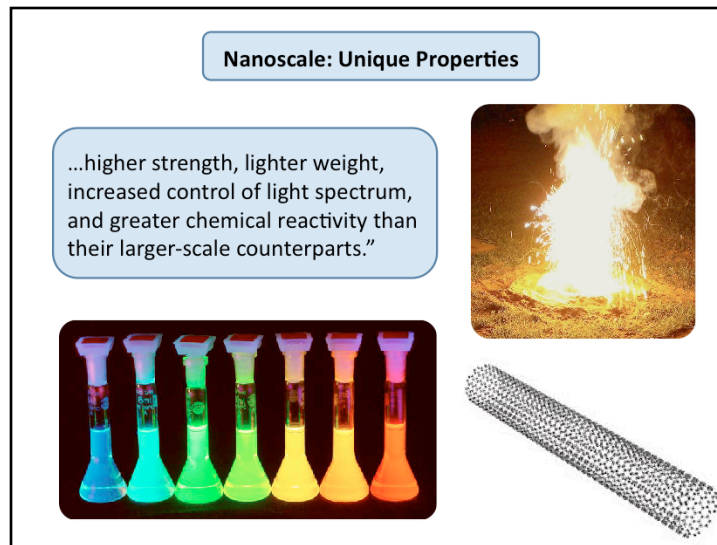 Nanoscale: Unique Properties
...higher strength, lighter weight,
increased control of light spectrum,
and greater chemical reactivity than
their larger-scale counterparts.”